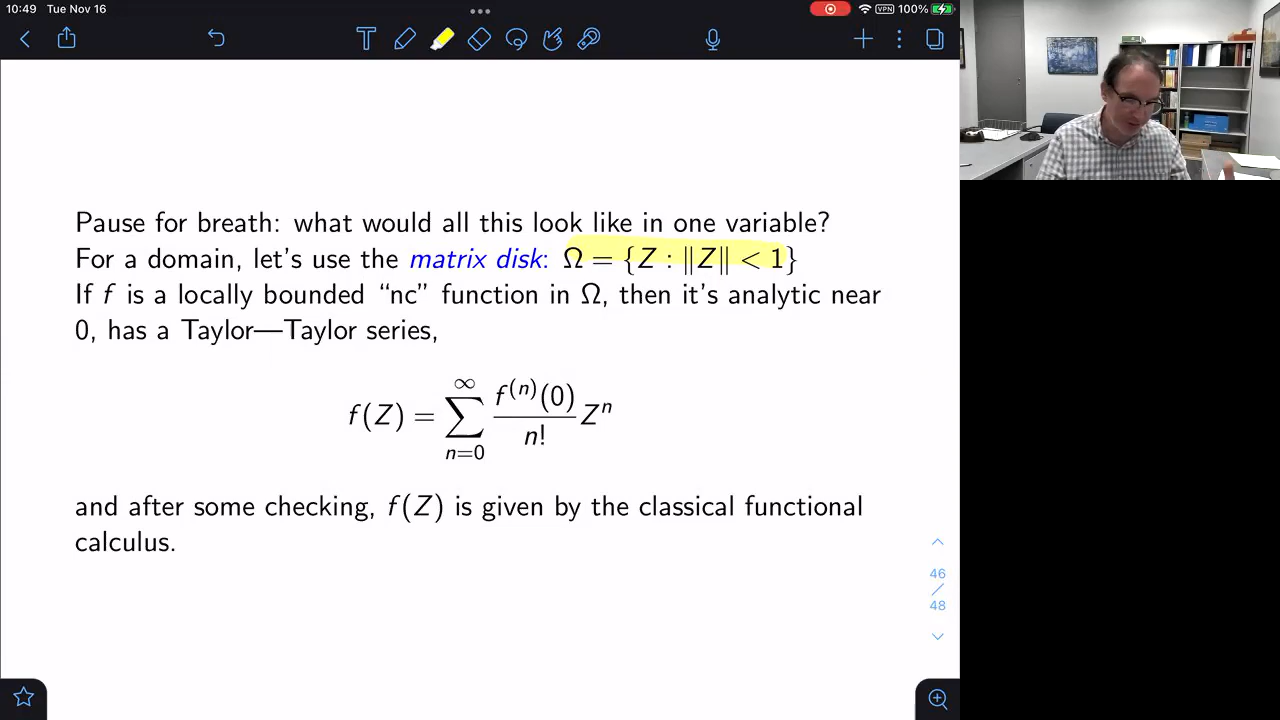 10:49 Tue Nov 16
VPN 100%
T
Pause for breath: what would all this look like in one variable?
For a domain, let's use the matrix disk: Ω = {Z : ‖Z‖ < 1}
If f is a locally bounded “nc” function in Ω, then it's analytic near
0, has a Taylor—Taylor series,
f(Z) = ∑_{n=0}^{∞} \frac{f^{(n)}(0)}{n!} Z^n
and after some checking, f(Z) is given by the classical functional
calculus.
46
/
48